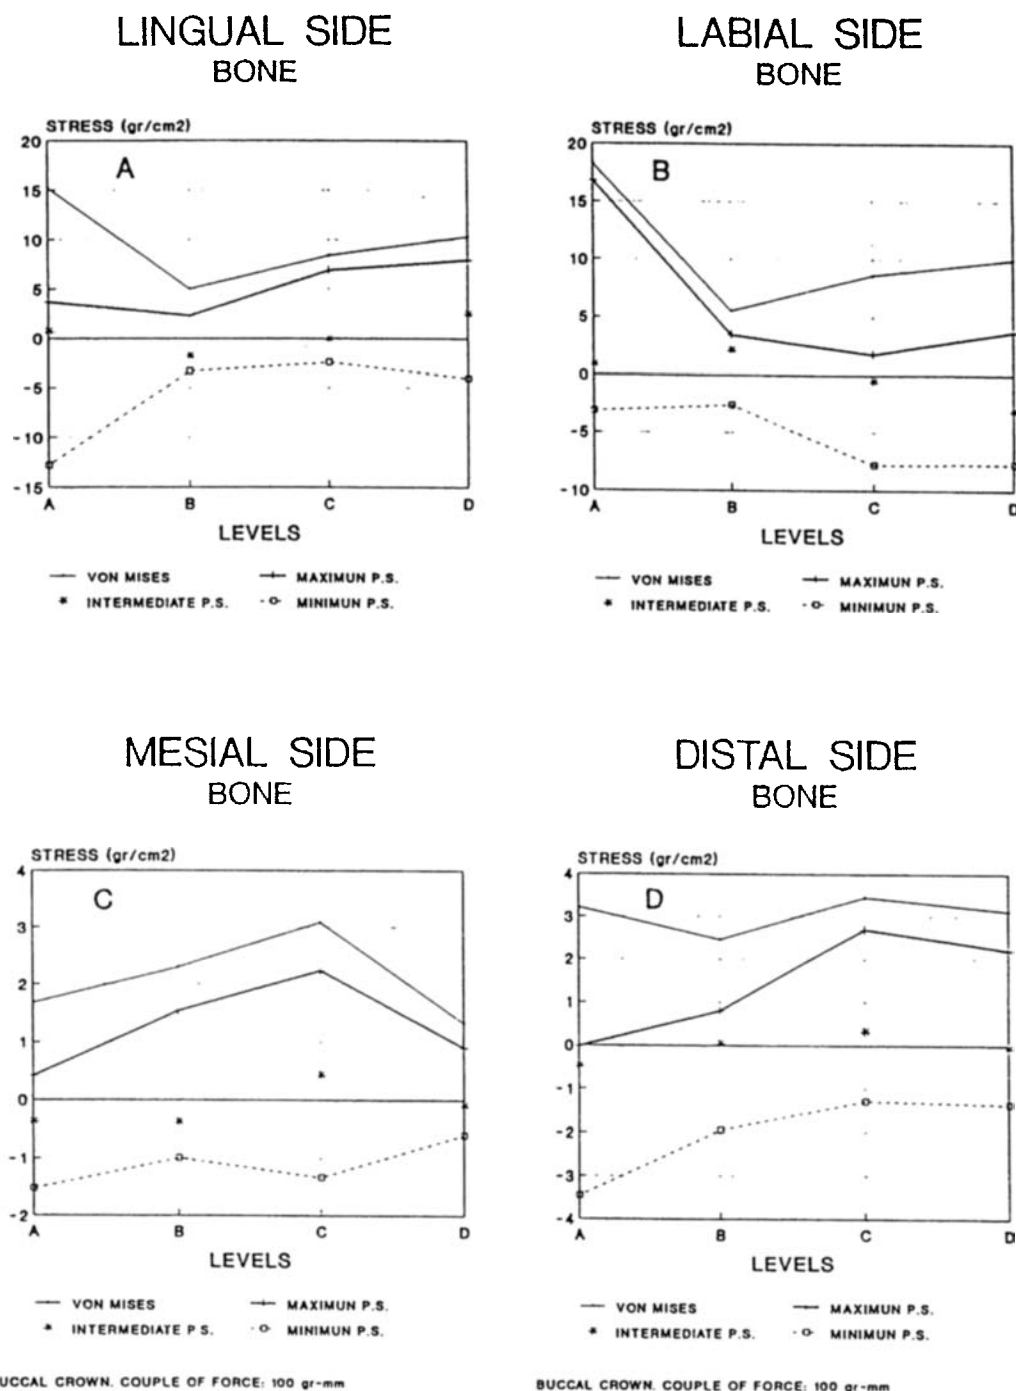 LINGUAL SIDE
BONE
STRESS (gr/cm2)
A
20
15
10
5
0
-5
-10
-15
A B C D
LEVELS
VON MISES MAXIMUN P.S.
INTERMEDIATE P.S. MINIMUN P.S.
LABIAL SIDE
BONE
STRESS (gr/cm2)
B
20
15
10
5
0
-5
-10
A B C D
LEVELS
VON MISES MAXIMUN P.S.
INTERMEDIATE P.S. MINIMUN P.S.
MESIAL SIDE
BONE
STRESS (gr/cm2)
C
4
3
2
1
0
-1
-2
A B C D
LEVELS
VON MISES MAXIMUN P.S.
INTERMEDIATE P S. MINIMUN P.S.
UCCAL CROWN. COUPLE OF FORCE: 100 gr-mm
DISTAL SIDE
BONE
STRESS (gr/cm2)
D
4
3
2
1
0
-1
-2
-3
-4
A B C D
LEVELS
VON MISES MAXIMUN P.S.
INTERMEDIATE P.S. MINIMUN P.S.
BUCCAL CROWN. COUPLE OF FORCE: 100 gr-mm